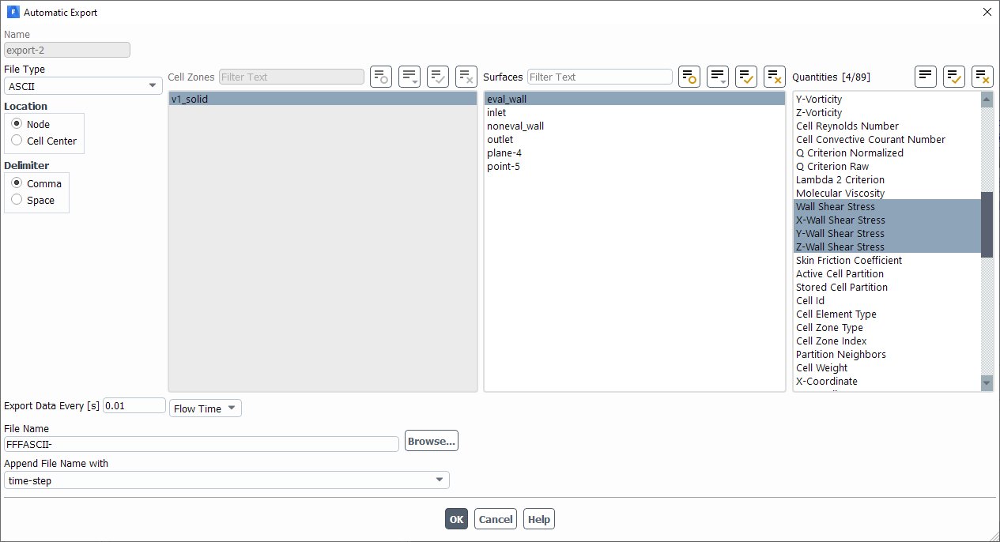 Automatic Export
Name
export-2
File Type
ASCII
Location
Node
Cell Center
Delimiter
Comma
Space
Cell Zones Filter Text
v1_solid
Surfaces Filter Text
eval_wall
inlet
noneval_wall
outlet
plane-4
point-5
Quantities [4/89]
Y-Vorticity
Z-Vorticity
Cell Reynolds Number
Cell Convective Courant Number
Q Criterion Normalized
Q Criterion Raw
Lambda 2 Criterion
Molecular Viscosity
Wall Shear Stress
X-Wall Shear Stress
Y-Wall Shear Stress
Z-Wall Shear Stress
Skin Friction Coefficient
Active Cell Partition
Stored Cell Partition
Cell Id
Cell Element Type
Cell Zone Type
Cell Zone Index
Partition Neighbors
Cell Weight
X-Coordinate
Export Data Every [s] 0.01 Flow Time
File Name
FFFASCII- Browse...
Append File Name with
time-step
OK Cancel Help